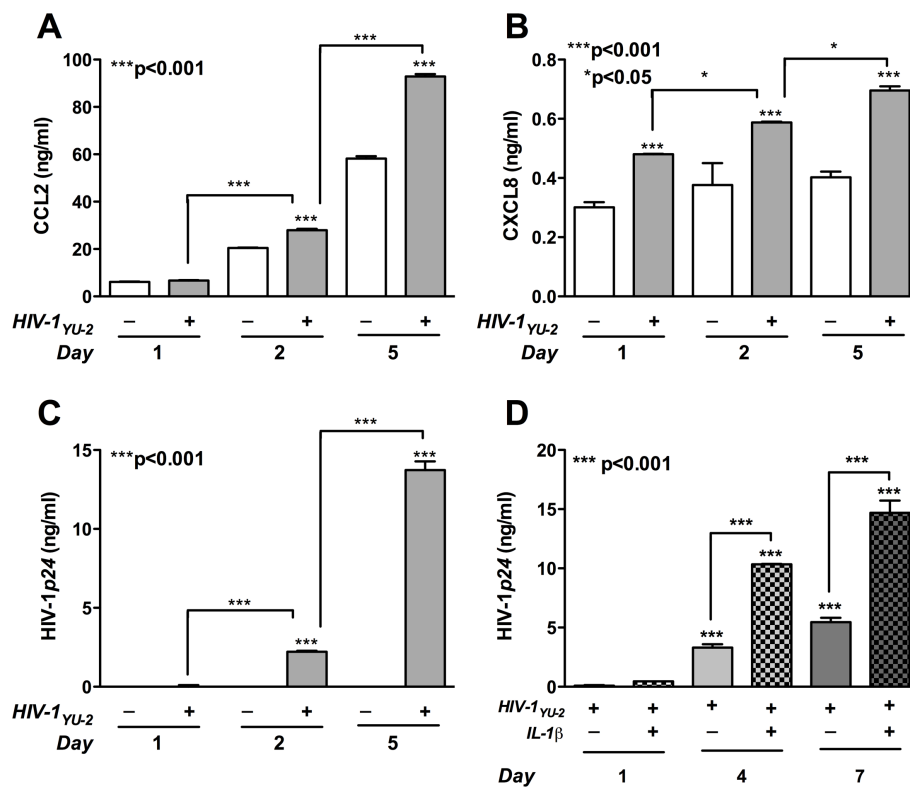 A
***p<0.001
***
***
***
***
CCL2 (ng/ml)
100
80
60
40
20
0
HIV-1YU-2 – + – + – +
Day 1 2 5
B
***p<0.001
*p<0.05
*
*
***
***
***
CXCL8 (ng/ml)
0.8
0.6
0.4
0.2
0.0
HIV-1YU-2 – + – + – +
Day 1 2 5
C
***p<0.001
***
***
***
***
HIV-1p24 (ng/ml)
15
10
5
0
HIV-1YU-2 – + – + – +
Day 1 2 5
D
*** p<0.001
***
***
***
***
***
***
HIV-1p24 (ng/ml)
20
15
10
5
0
HIV-1YU-2 + + + + + +
IL-1β – + – + – +
Day 1 4 7